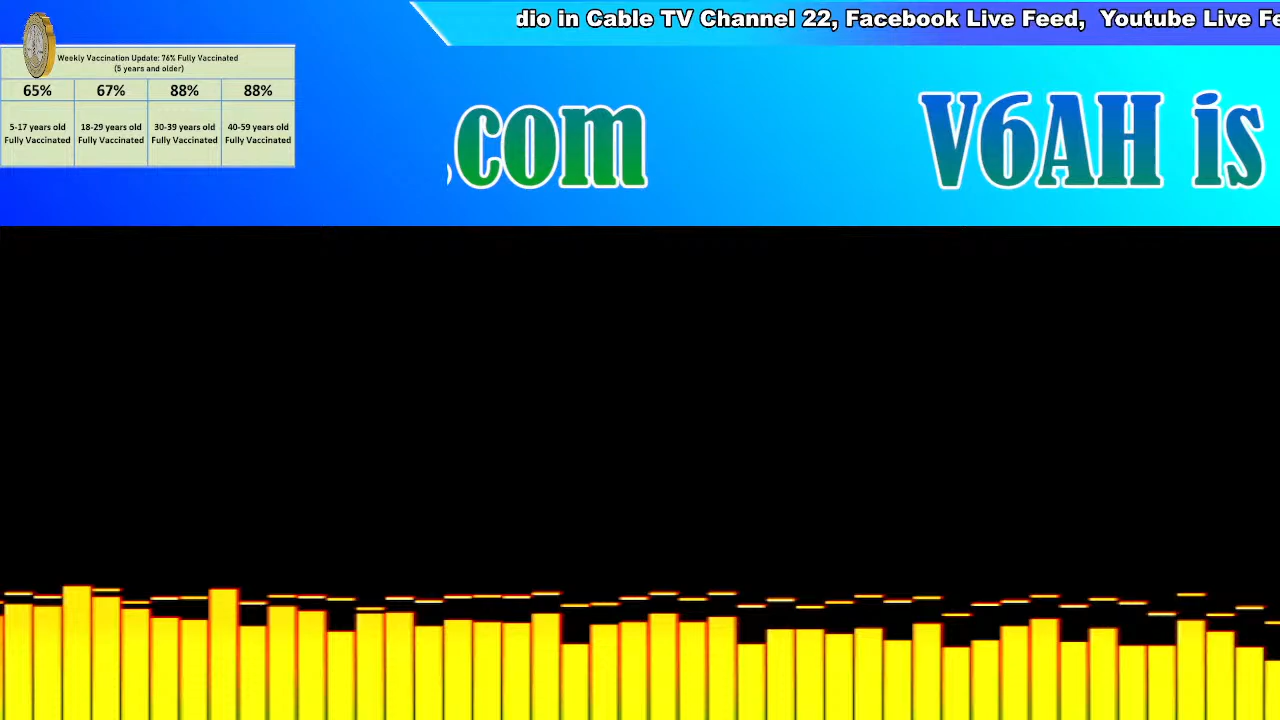 dio in Cable TV Channel 22, Facebook Live Feed, Youtube Live Fe
Weekly Vaccination Update: 76% Fully Vaccinated
(5 years and older)
65% 67% 88% 88%
5-17 years old 18-29 years old 30-39 years old 40-59 years old
Fully Vaccinated Fully Vaccinated Fully Vaccinated Fully Vaccinated
com V6AH is